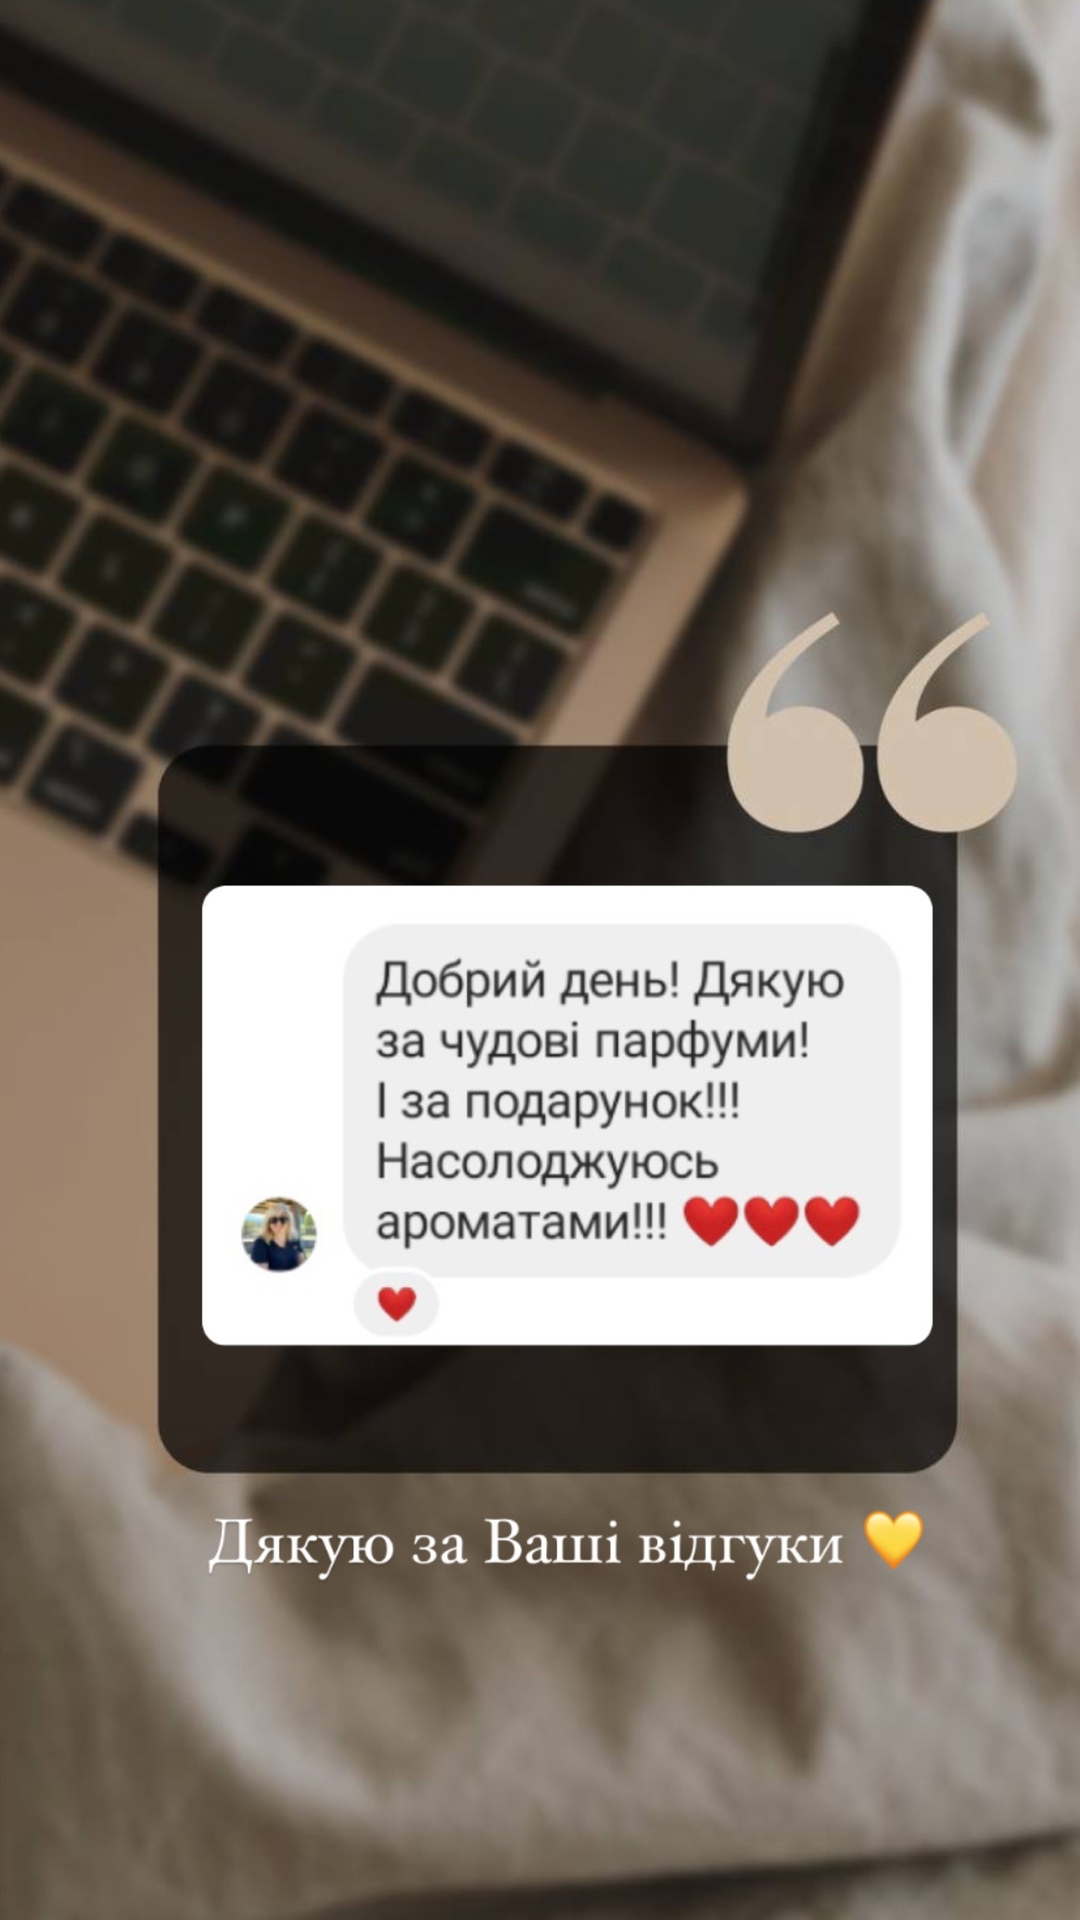 “
Добрий день! Дякую
за чудові парфуми!
І за подарунок!!!
Насолоджуюсь
ароматами!!! ❤️❤️❤️
❤️
Дякую за Ваші відгуки 💛